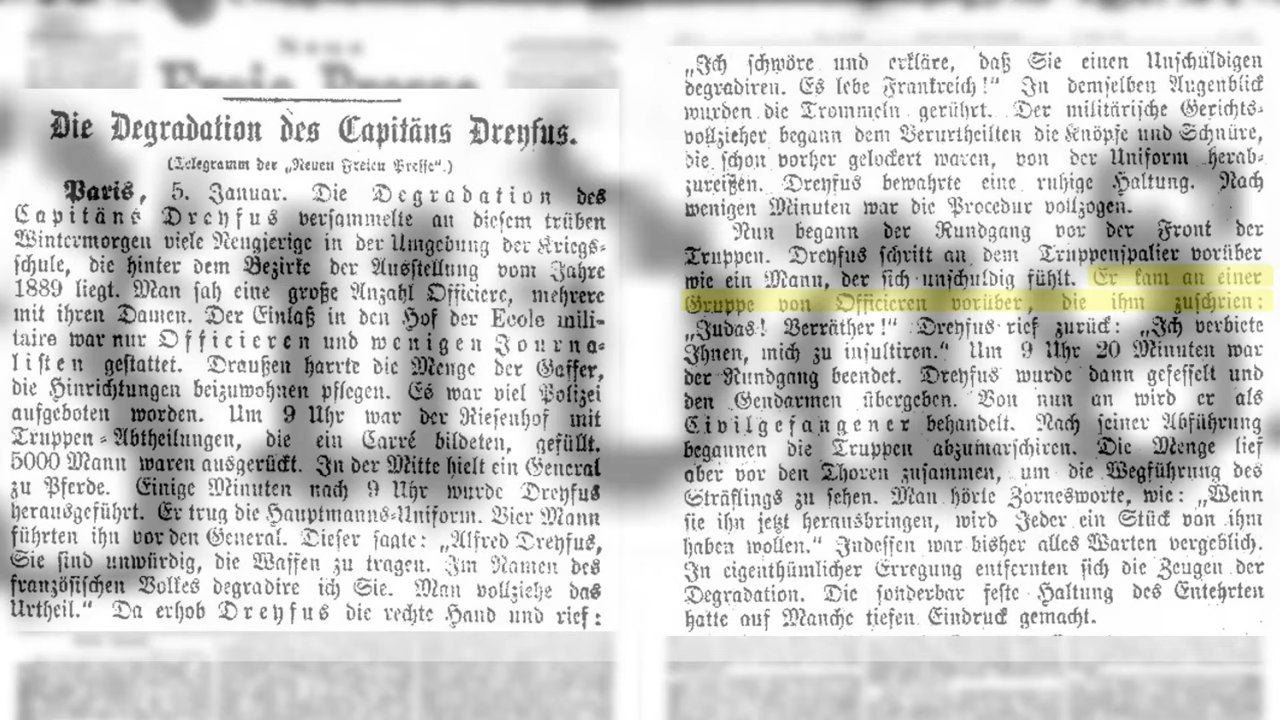 Neue
Freie Presse
Die Degradation des Capitäns Dreyfus.
(Telegramm der „Neuen Freien Presse“.)
Paris, 5. Januar. Die Degradation des
Capitäns Dreyfus versammelte an diesem trüben
Wintermorgen viele Neugierige in der Umgebung der Kriegs-
schule, die hinter dem Bezirke der Ausstellung vom Jahre
1889 liegt. Man sah eine große Anzahl Officiere, mehrere
mit ihren Damen. Der Einlaß in den Hof der Ecole mili-
taire war nur Officieren und wenigen Journa-
listen gestattet. Draußen harrte die Menge der Gaffer,
die Hinrichtungen beizuwohnen pflegen. Es war viel Polizei
aufgeboten worden. Um 9 Uhr war der Riesenhof mit
Truppen-Abtheilungen, die ein Carré bildeten, gefüllt.
5000 Mann waren ausgerückt. In der Mitte hielt ein General
zu Pferde. Einige Minuten nach 9 Uhr wurde Dreyfus
herausgeführt. Er trug die Hauptmanns-Uniform. Vier Mann
führten ihn vor den General. Dieser sagte: „Alfred Dreyfus,
Sie sind unwürdig, die Waffen zu tragen. Im Namen des
französischen Volkes degradire ich Sie. Man vollziehe das
Urtheil.“ Da erhob Dreyfus die rechte Hand und rief:
„Ich schwöre und erkläre, daß Sie einen Unschuldigen
degradiren. Es lebe Frankreich!“ In demselben Augenblick
wurden die Trommeln gerührt. Der militärische Gerichts-
vollzieher begann dem Verurtheilten die Knöpfe und Schnüre,
die schon vorher gelockert waren, von der Uniform herab-
zureißen. Dreyfus bewahrte eine ruhige Haltung. Nach
wenigen Minuten war die Procedur vollzogen.
Nun begann der Rundgang vor der Front der
Truppen. Dreyfus schritt an dem Truppenspalier vorüber
wie ein Mann, der sich unschuldig fühlt. Er kam an einer
Gruppe von Officieren vorüber, die ihm zuschrien:
„Judas! Verräther!“ Dreyfus rief zurück: „Ich verbiete
Ihnen, mich zu insultiren.“ Um 9 Uhr 20 Minuten war
der Rundgang beendet. Dreyfus wurde dann gefesselt und
den Gendarmen übergeben. Von nun an wird er als
Civilgefangener behandelt. Nach seiner Abführung
begannen die Truppen abzumarschiren. Die Menge lief
aber vor den Thoren zusammen, um die Wegführung des
Sträflings zu sehen. Man hörte Zornesworte, wie: „Wenn
sie ihn jetzt herausbringen, wird Jeder ein Stück von ihm
haben wollen.“ Indessen war bisher alles Warten vergeblich.
In eigenthümlicher Erregung entfernten sich die Zeugen der
Degradation. Die sonderbar feste Haltung des Entehrten
hatte auf Manche tiefen Eindruck gemacht.